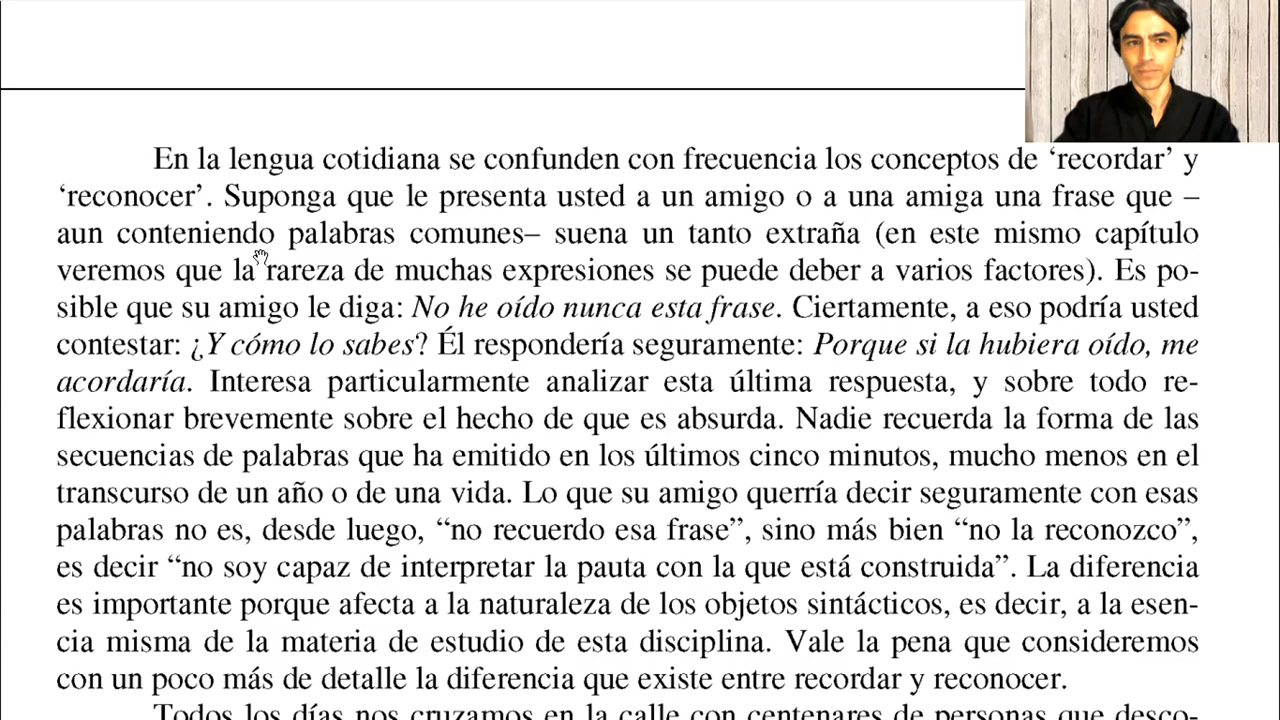 En la lengua cotidiana se confunden con frecuencia los conceptos de ‘recordar’ y
‘reconocer’. Suponga que le presenta usted a un amigo o a una amiga una frase que –
aun conteniendo palabras comunes– suena un tanto extraña (en este mismo capítulo
veremos que la rareza de muchas expresiones se puede deber a varios factores). Es po-
sible que su amigo le diga: No he oído nunca esta frase. Ciertamente, a eso podría usted
contestar: ¿Y cómo lo sabes? Él respondería seguramente: Porque si la hubiera oído, me
acordaría. Interesa particularmente analizar esta última respuesta, y sobre todo re-
flexionar brevemente sobre el hecho de que es absurda. Nadie recuerda la forma de las
secuencias de palabras que ha emitido en los últimos cinco minutos, mucho menos en el
transcurso de un año o de una vida. Lo que su amigo querría decir seguramente con esas
palabras no es, desde luego, “no recuerdo esa frase”, sino más bien “no la reconozco”,
es decir “no soy capaz de interpretar la pauta con la que está construida”. La diferencia
es importante porque afecta a la naturaleza de los objetos sintácticos, es decir, a la esen-
cia misma de la materia de estudio de esta disciplina. Vale la pena que consideremos
con un poco más de detalle la diferencia que existe entre recordar y reconocer.
Todos los días nos cruzamos en la calle con centenares de personas que desco-